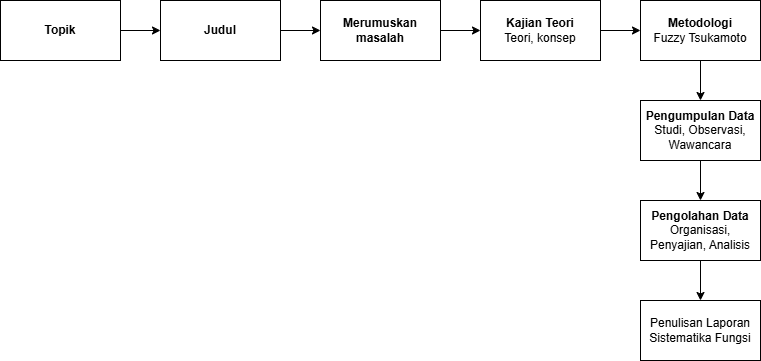 Topik
Judul
Merumuskan
masalah
Kajian Teori
Teori, konsep
Metodologi
Fuzzy Tsukamoto
Pengumpulan Data
Studi, Observasi,
Wawancara
Pengolahan Data
Organisasi,
Penyajian, Analisis
Penulisan Laporan
Sistematika Fungsi